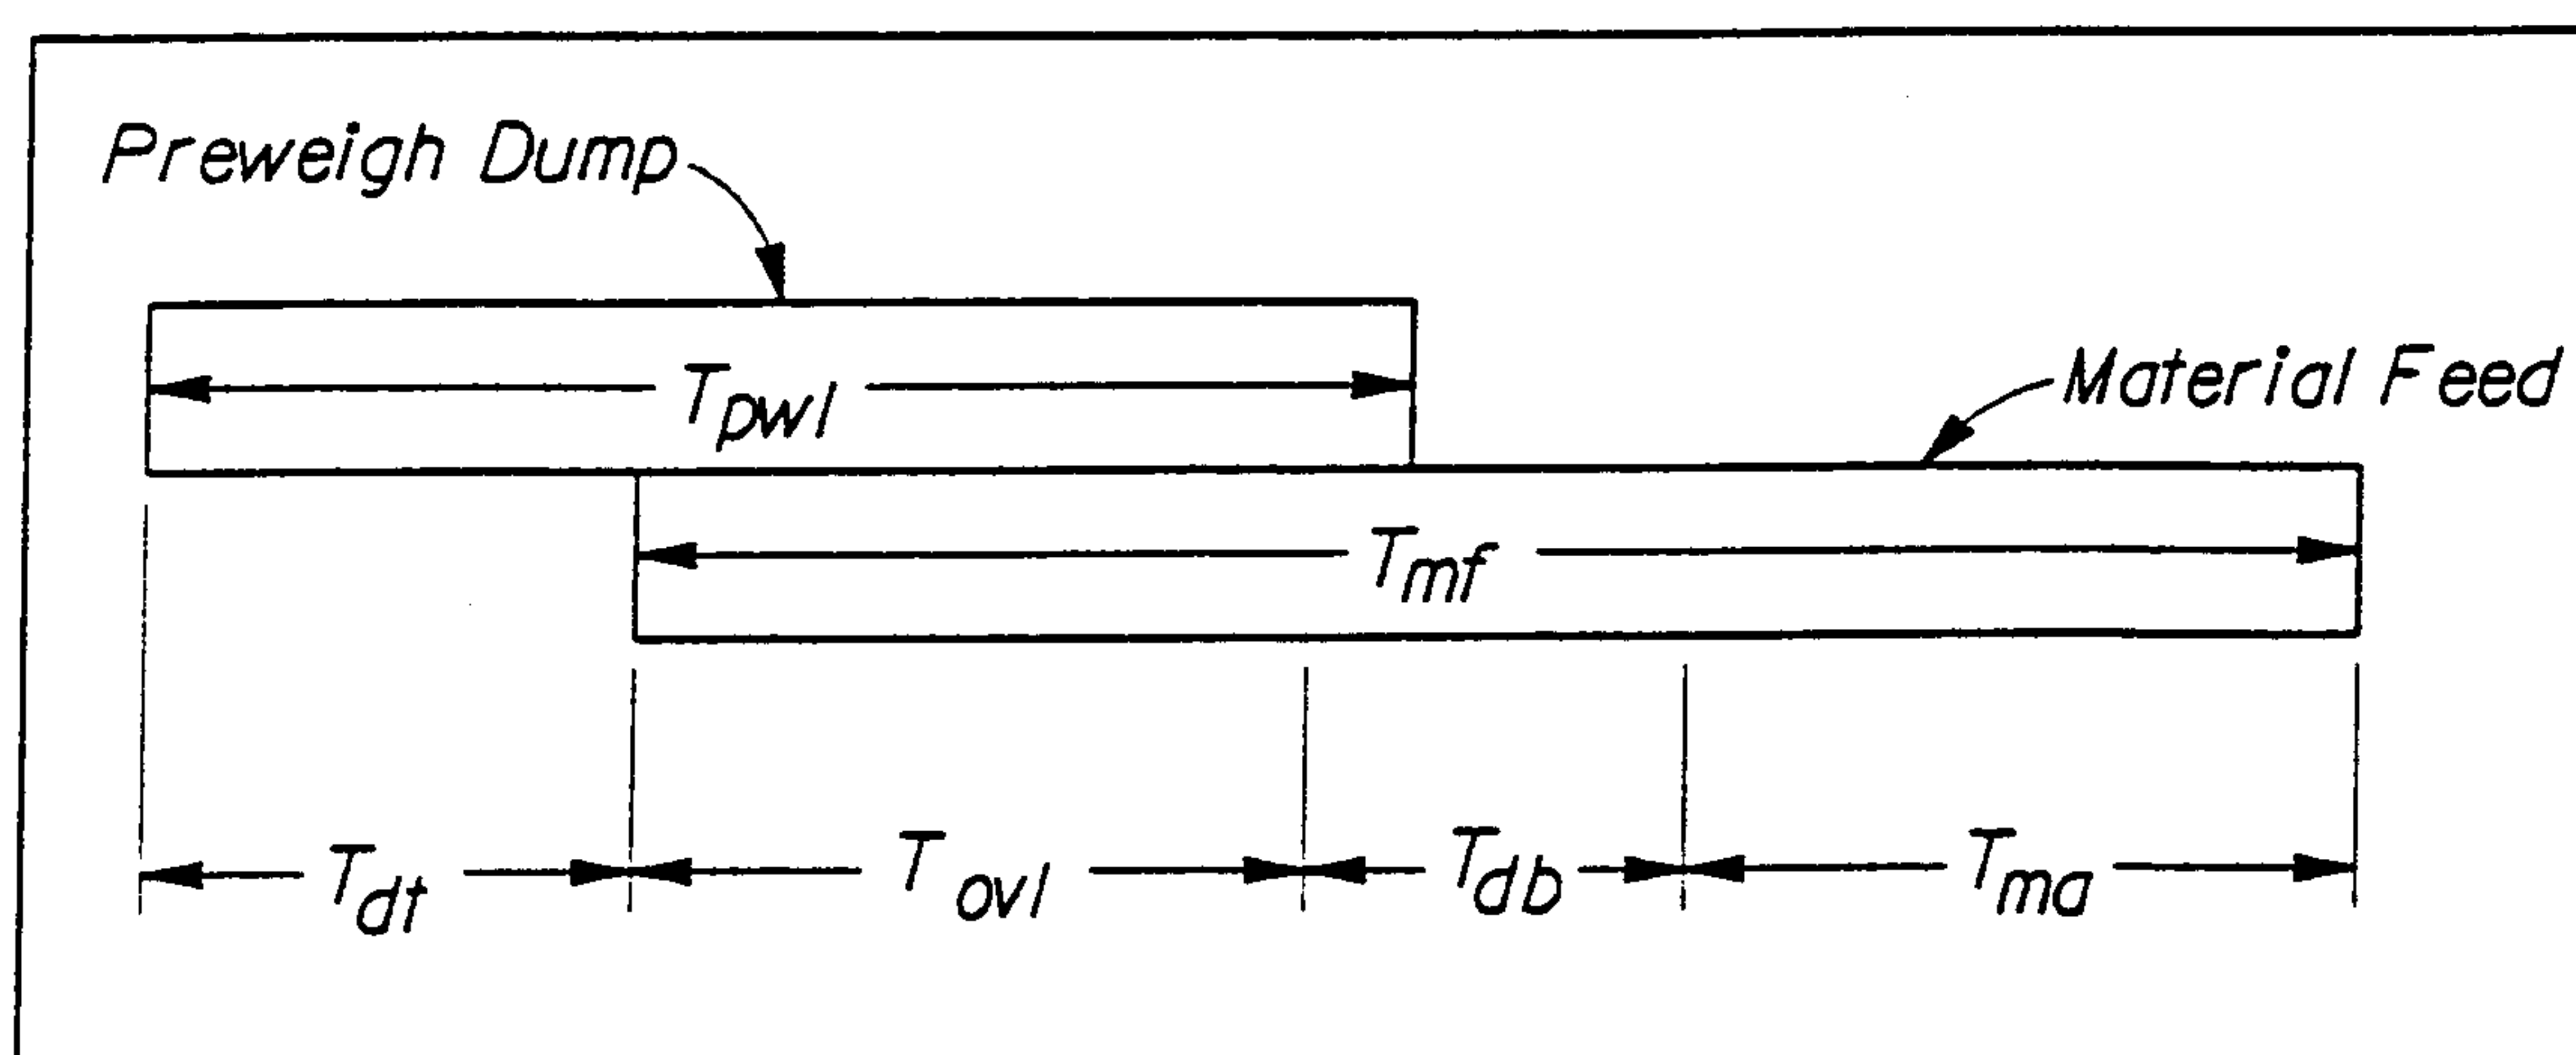 Preweigh Dump
Tpwl
Material Feed
Tmf
Tdt
Tovl
Tdb
Tma